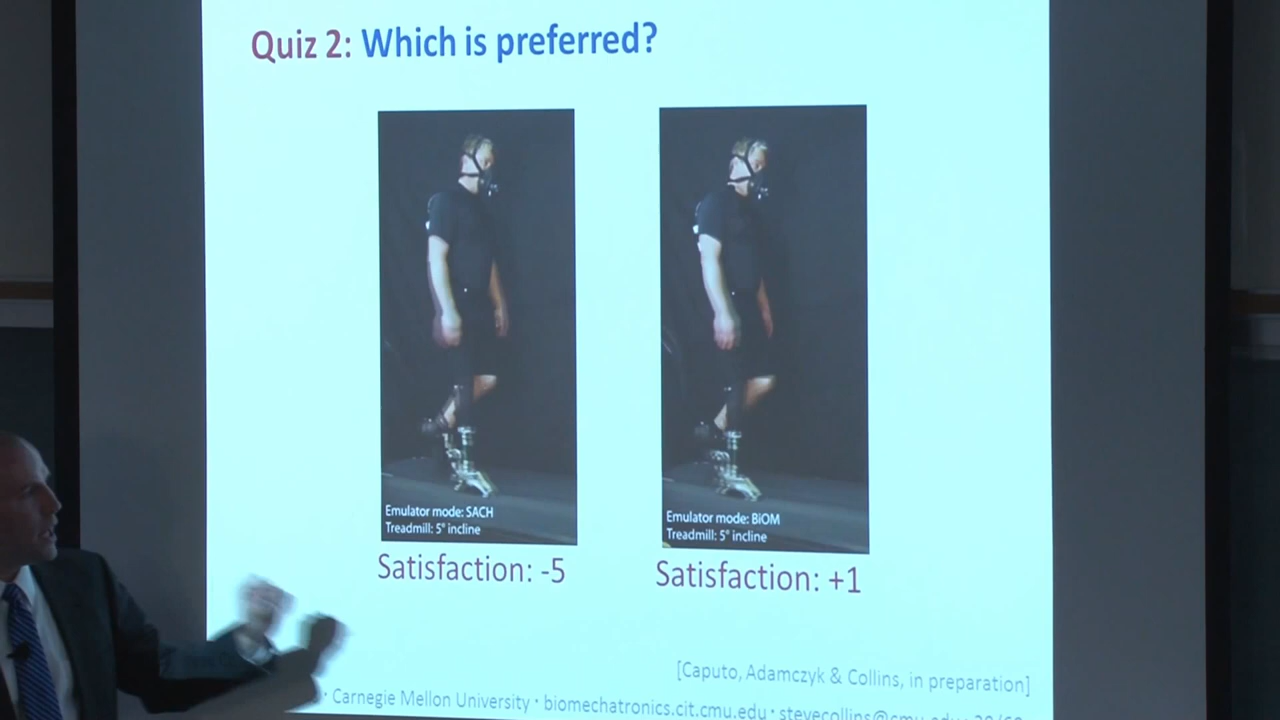 Quiz 2: Which is preferred?
Emulator mode: SACH
Treadmill: 5° incline
Emulator mode: BiOM
Treadmill: 5° incline
Satisfaction: -5
Satisfaction: +1
[Caputo, Adamczyk & Collins, in preparation]
· Carnegie Mellon University · biomechatronics.cit.cmu.edu · stevecollins@cmu.edu